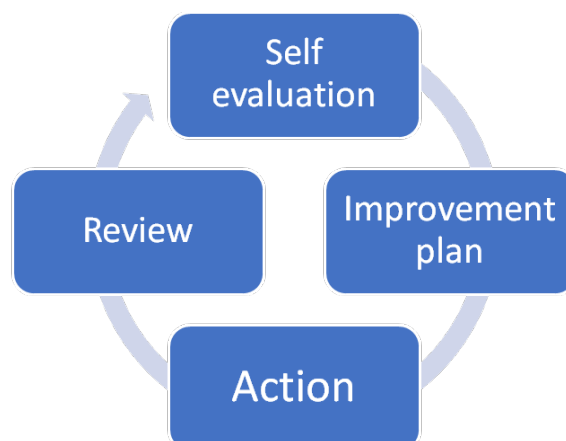 Self
evaluation
Improvement
plan
Action
Review